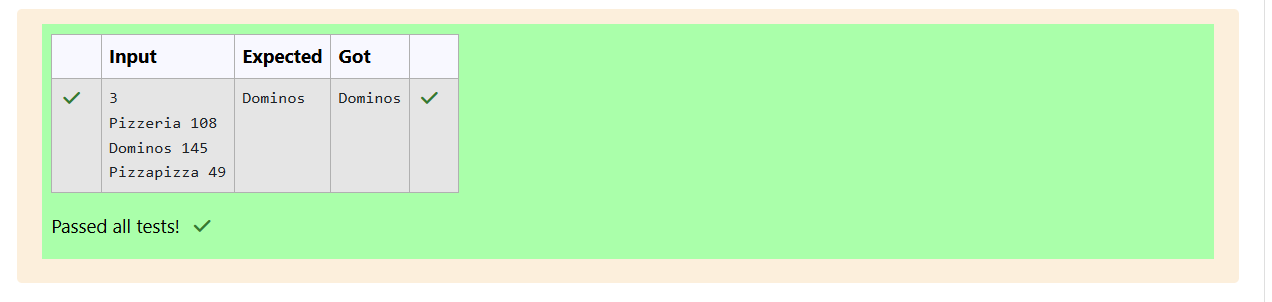 Input Expected Got
3 Dominos Dominos
Pizzeria 108
Dominos 145
Pizzapizza 49
Passed all tests!